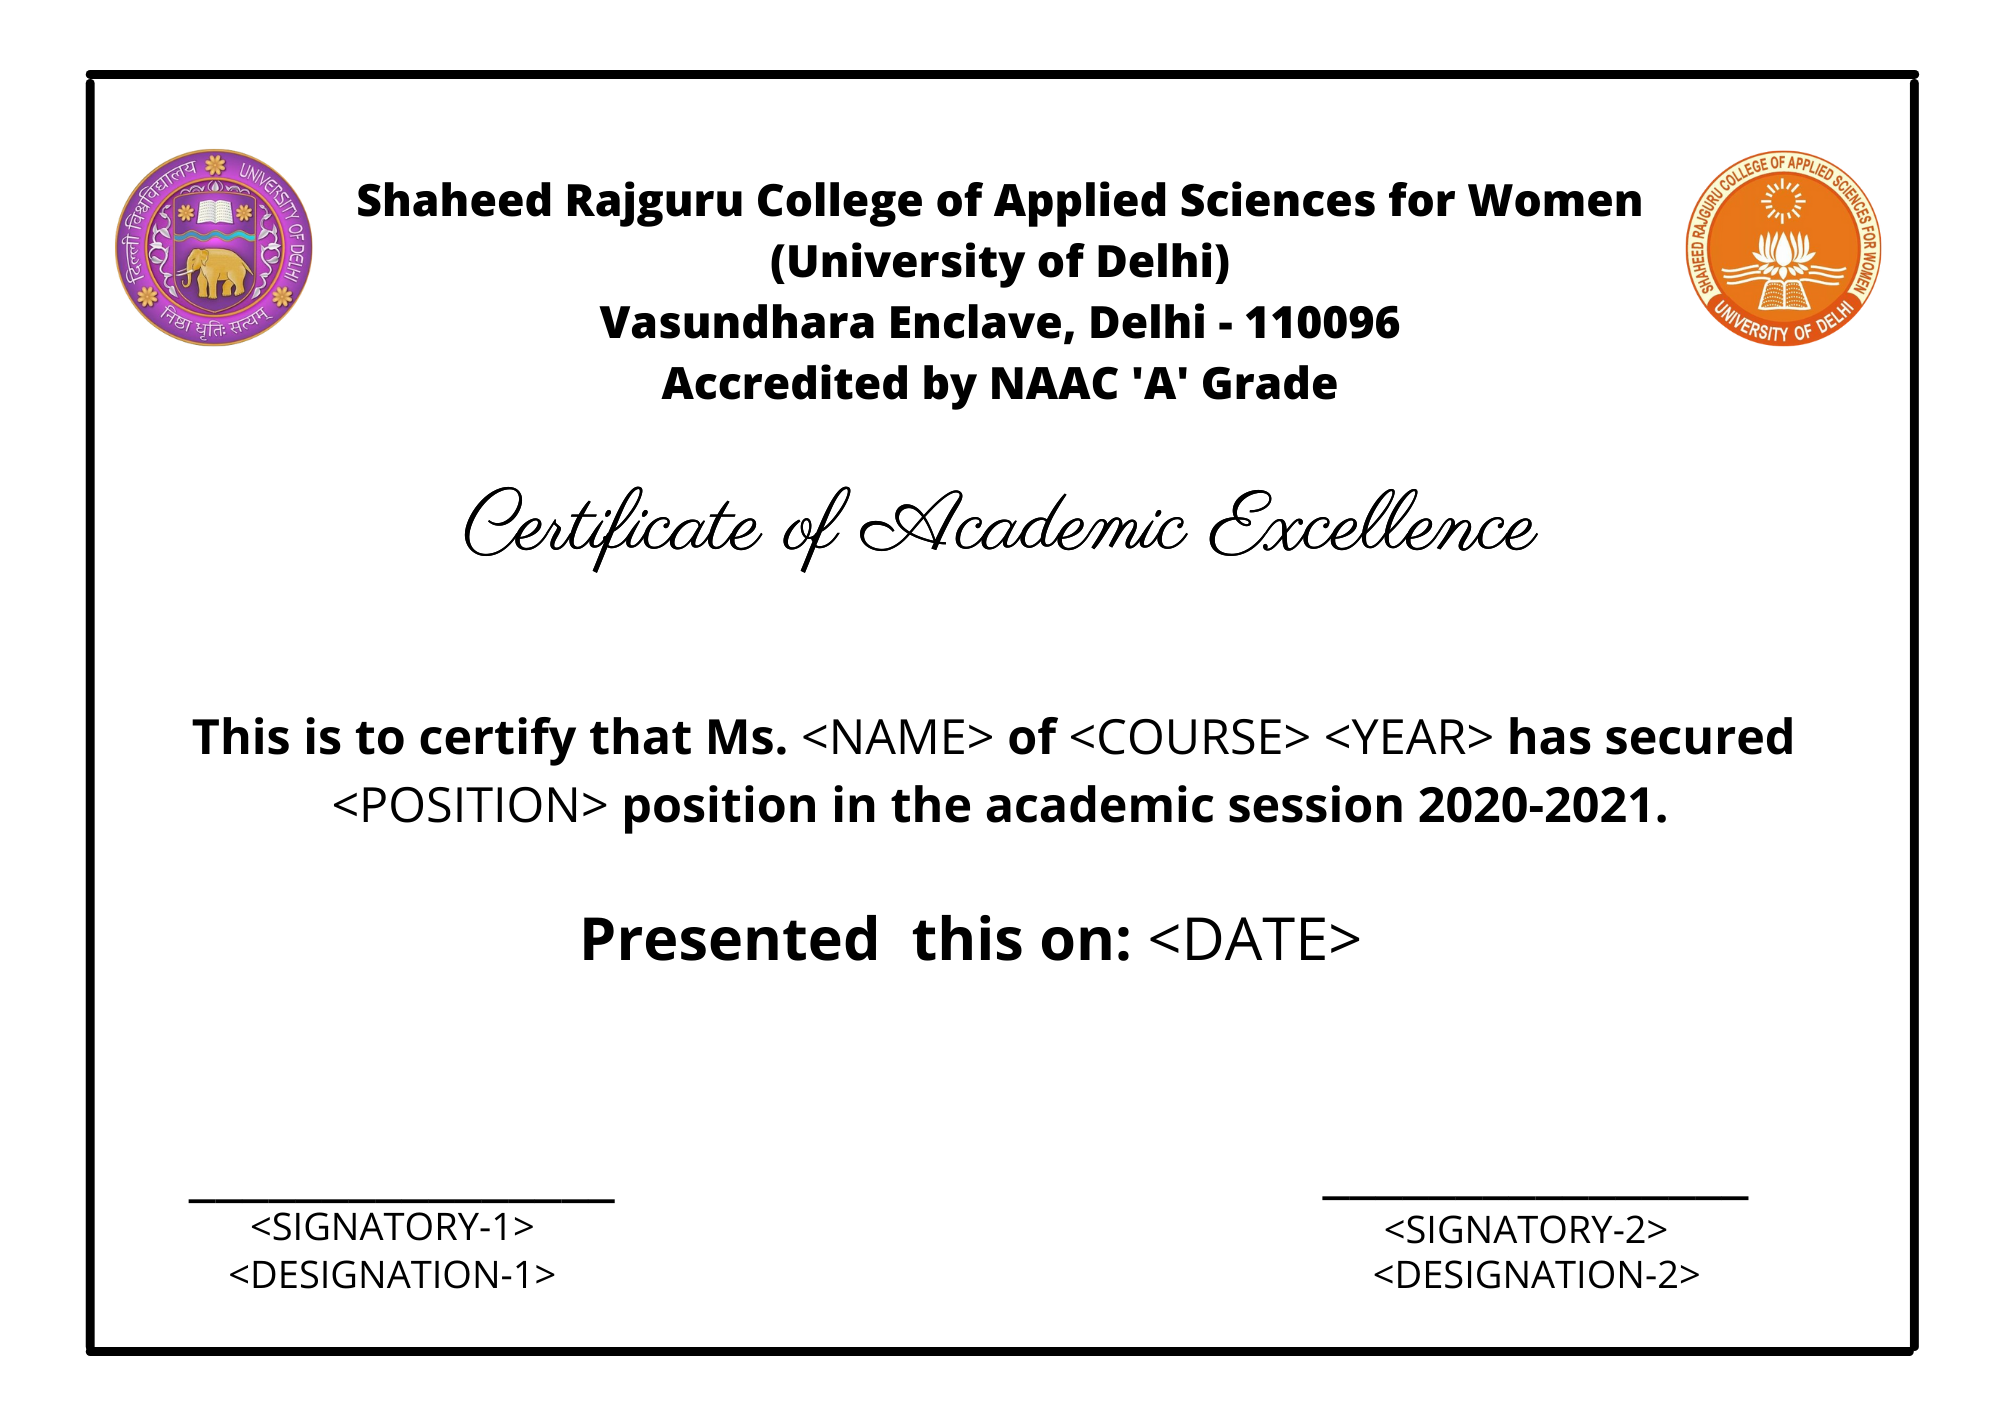 दिल्ली विश्वविद्यालय
UNIVERSITY OF DELHI
निष्ठा धृतिः सत्यम्
Shaheed Rajguru College of Applied Sciences for Women
(University of Delhi)
Vasundhara Enclave, Delhi - 110096
Accredited by NAAC 'A' Grade
SHAHEED RAJGURU COLLEGE OF APPLIED SCIENCES FOR WOMEN
UNIVERSITY OF DELHI
Certificate of Academic Excellence
This is to certify that Ms. <NAME> of <COURSE> <YEAR> has secured
<POSITION> position in the academic session 2020-2021.
Presented  this on: <DATE>
<SIGNATORY-1>
<DESIGNATION-1>
<SIGNATORY-2>
<DESIGNATION-2>